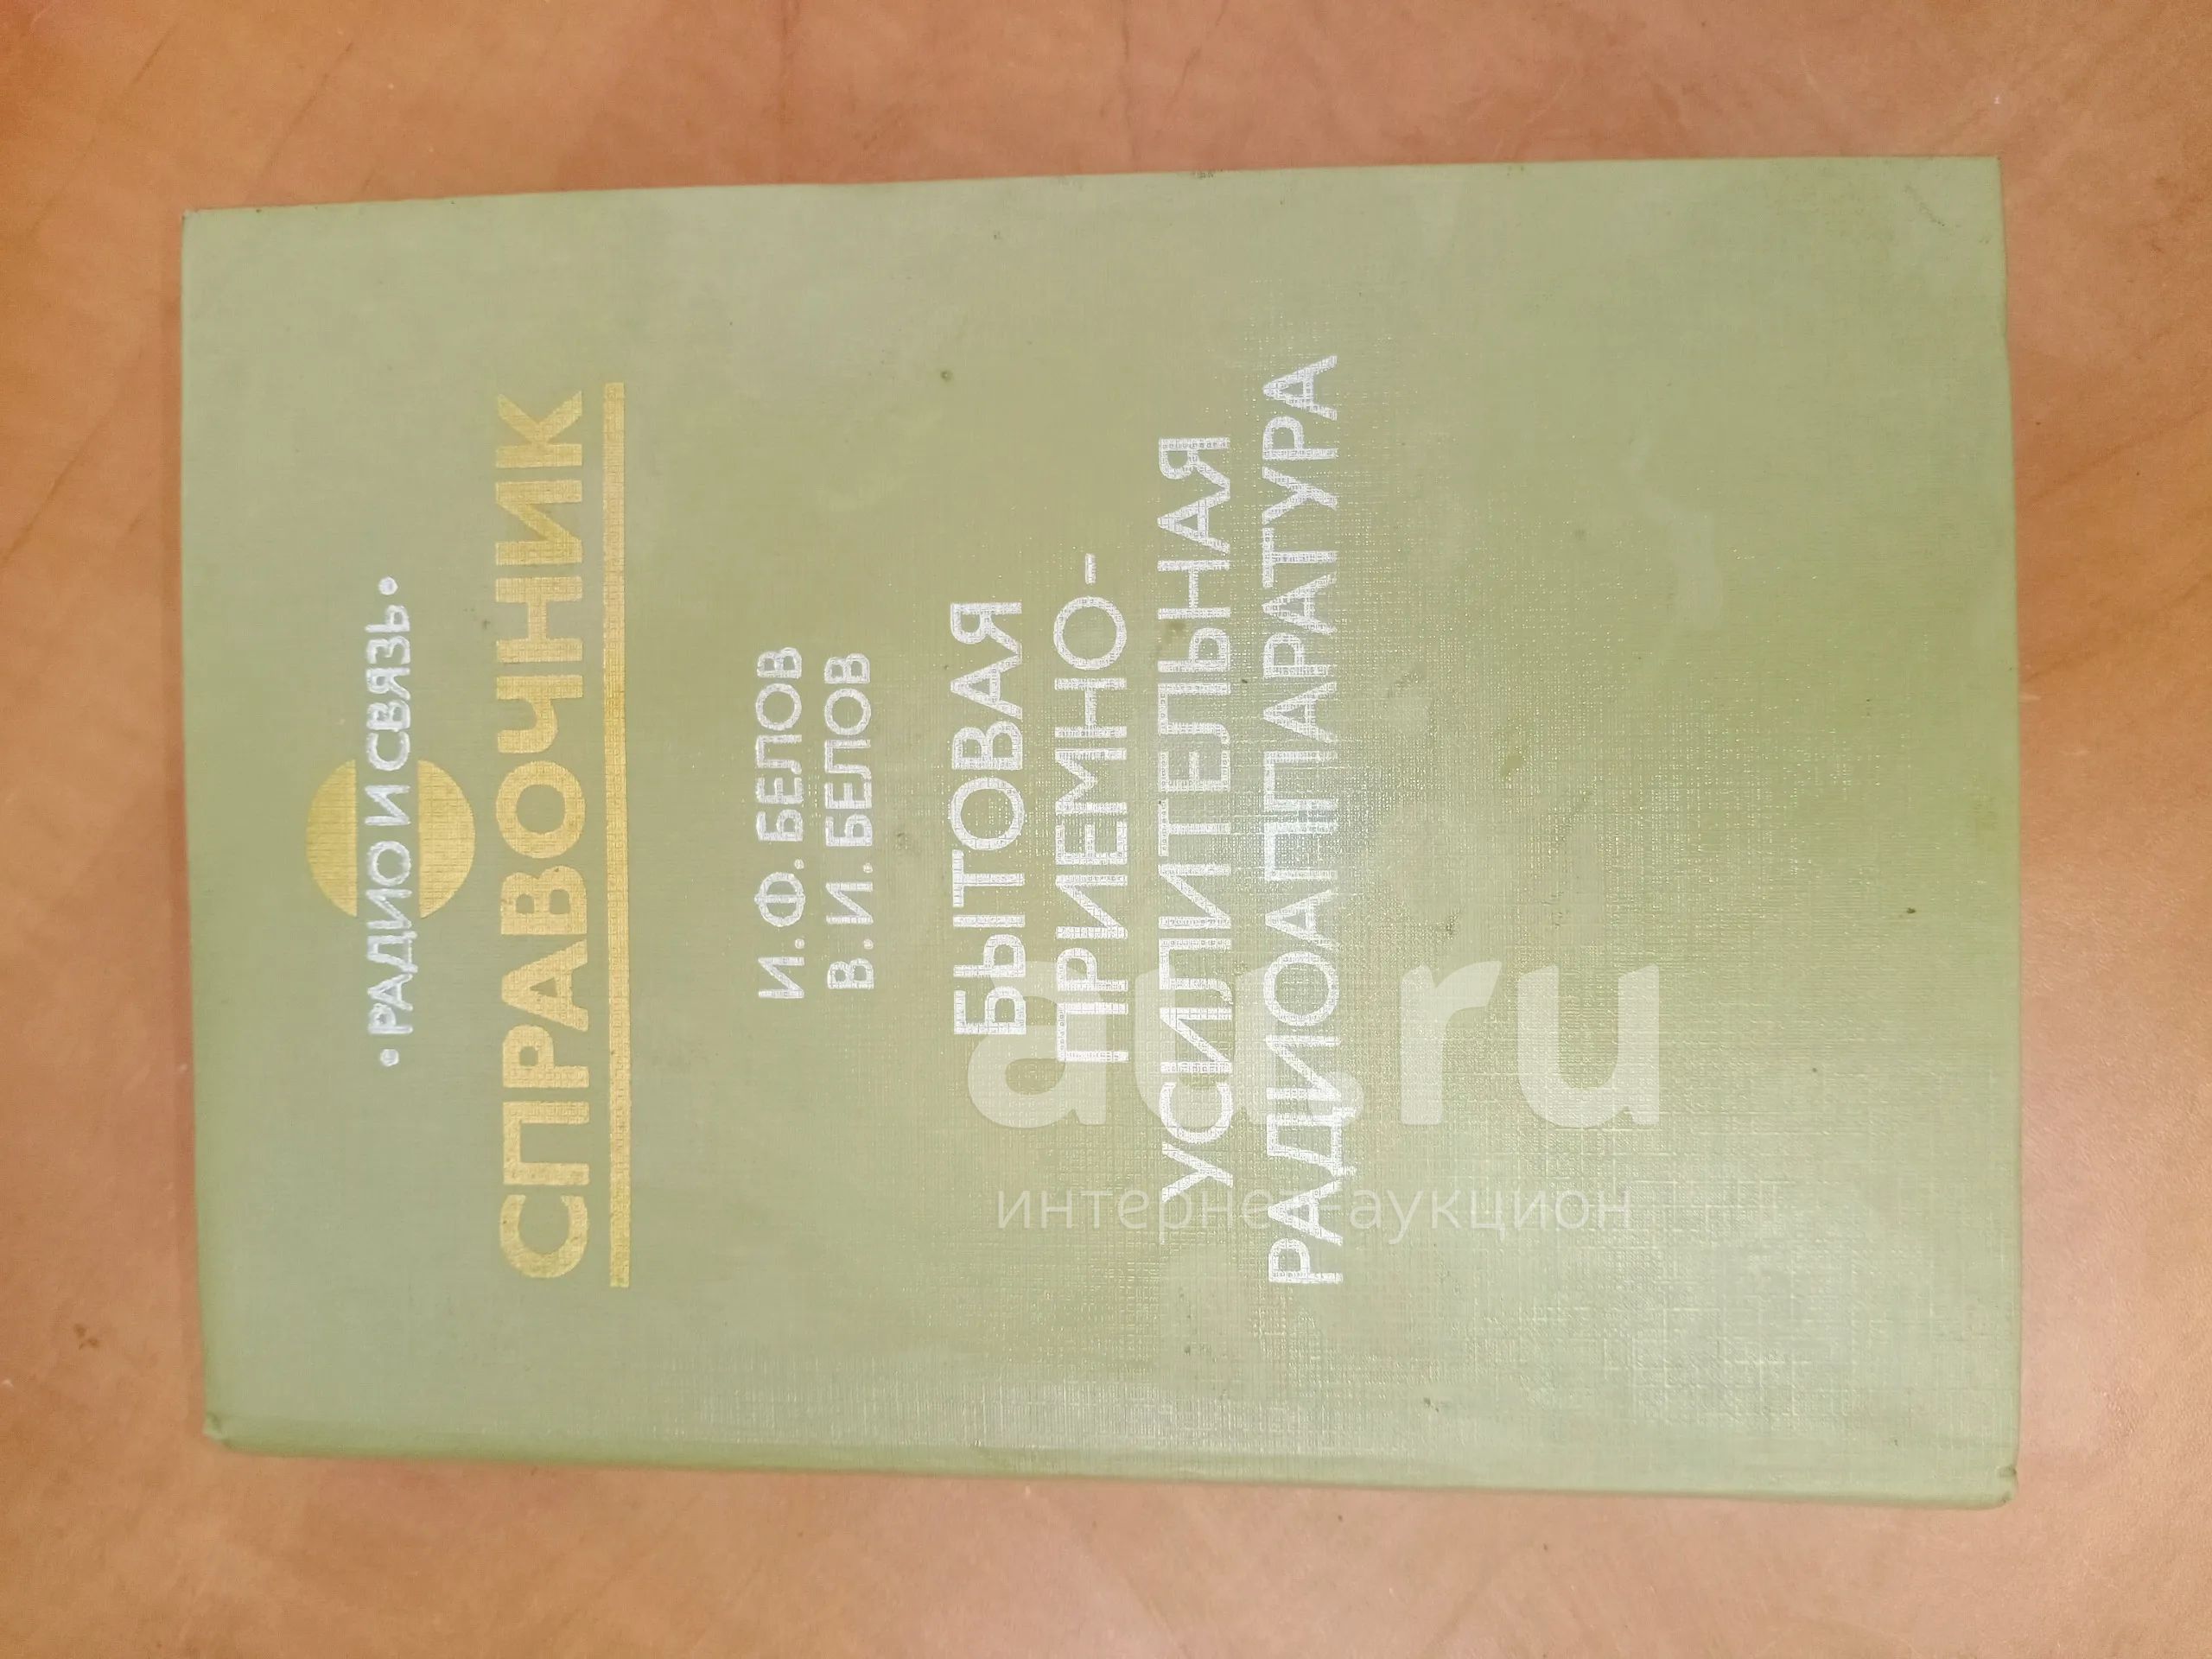 • РАДИО И СВЯЗЬ •
СПРАВОЧНИК
И. Ф. БЕЛОВ
В. И. БЕЛОВ
БЫТОВАЯ
ПРИЕМНО-
УСИЛИТЕЛЬНАЯ
РАДИОАППАРАТУРА
au.ru
интернет-аукцион